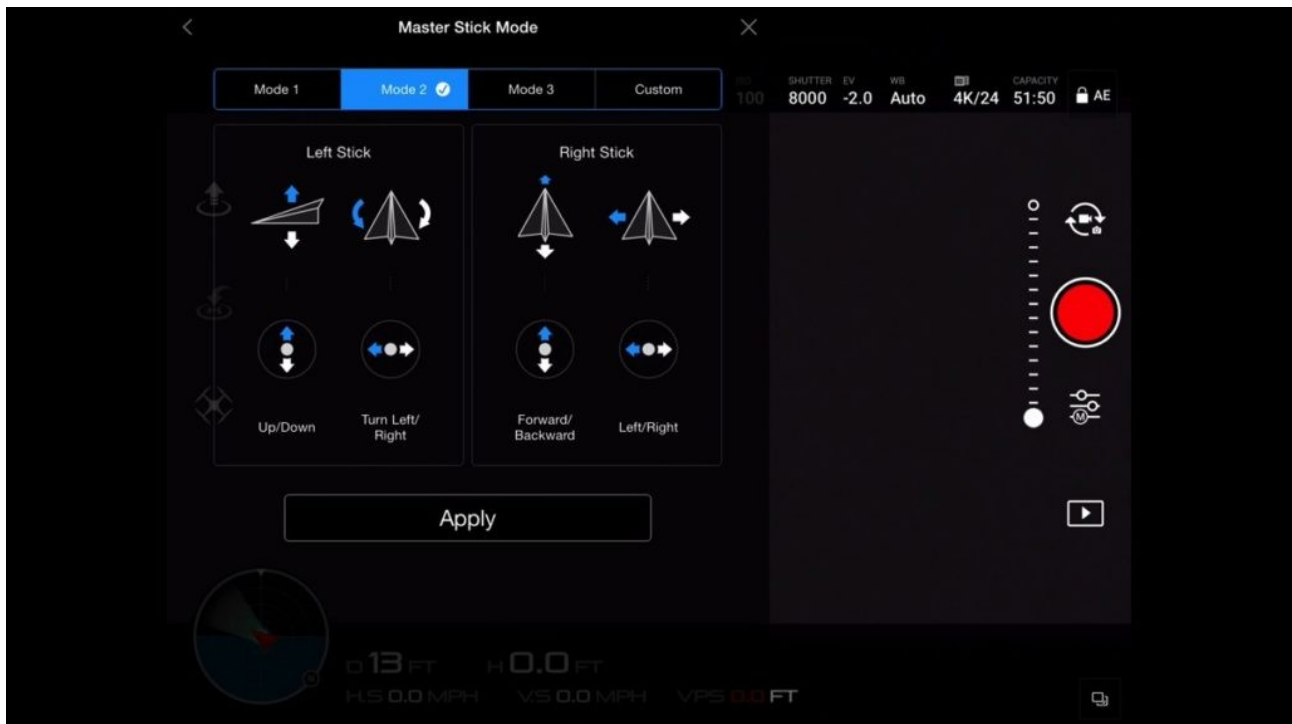 Master Stick Mode
Mode 1
Mode 2
Mode 3
Custom
ISO
100
SHUTTER
8000
EV
-2.0
WB
Auto
4K/24
CAPACITY
51:50
AE
Left Stick
Right Stick
Up/Down
Turn Left/
Right
Forward/
Backward
Left/Right
M
Apply
N
D 13 FT
H 0.0 FT
H.S 0.0 MPH
V.S 0.0 MPH
VPS 0.0 FT